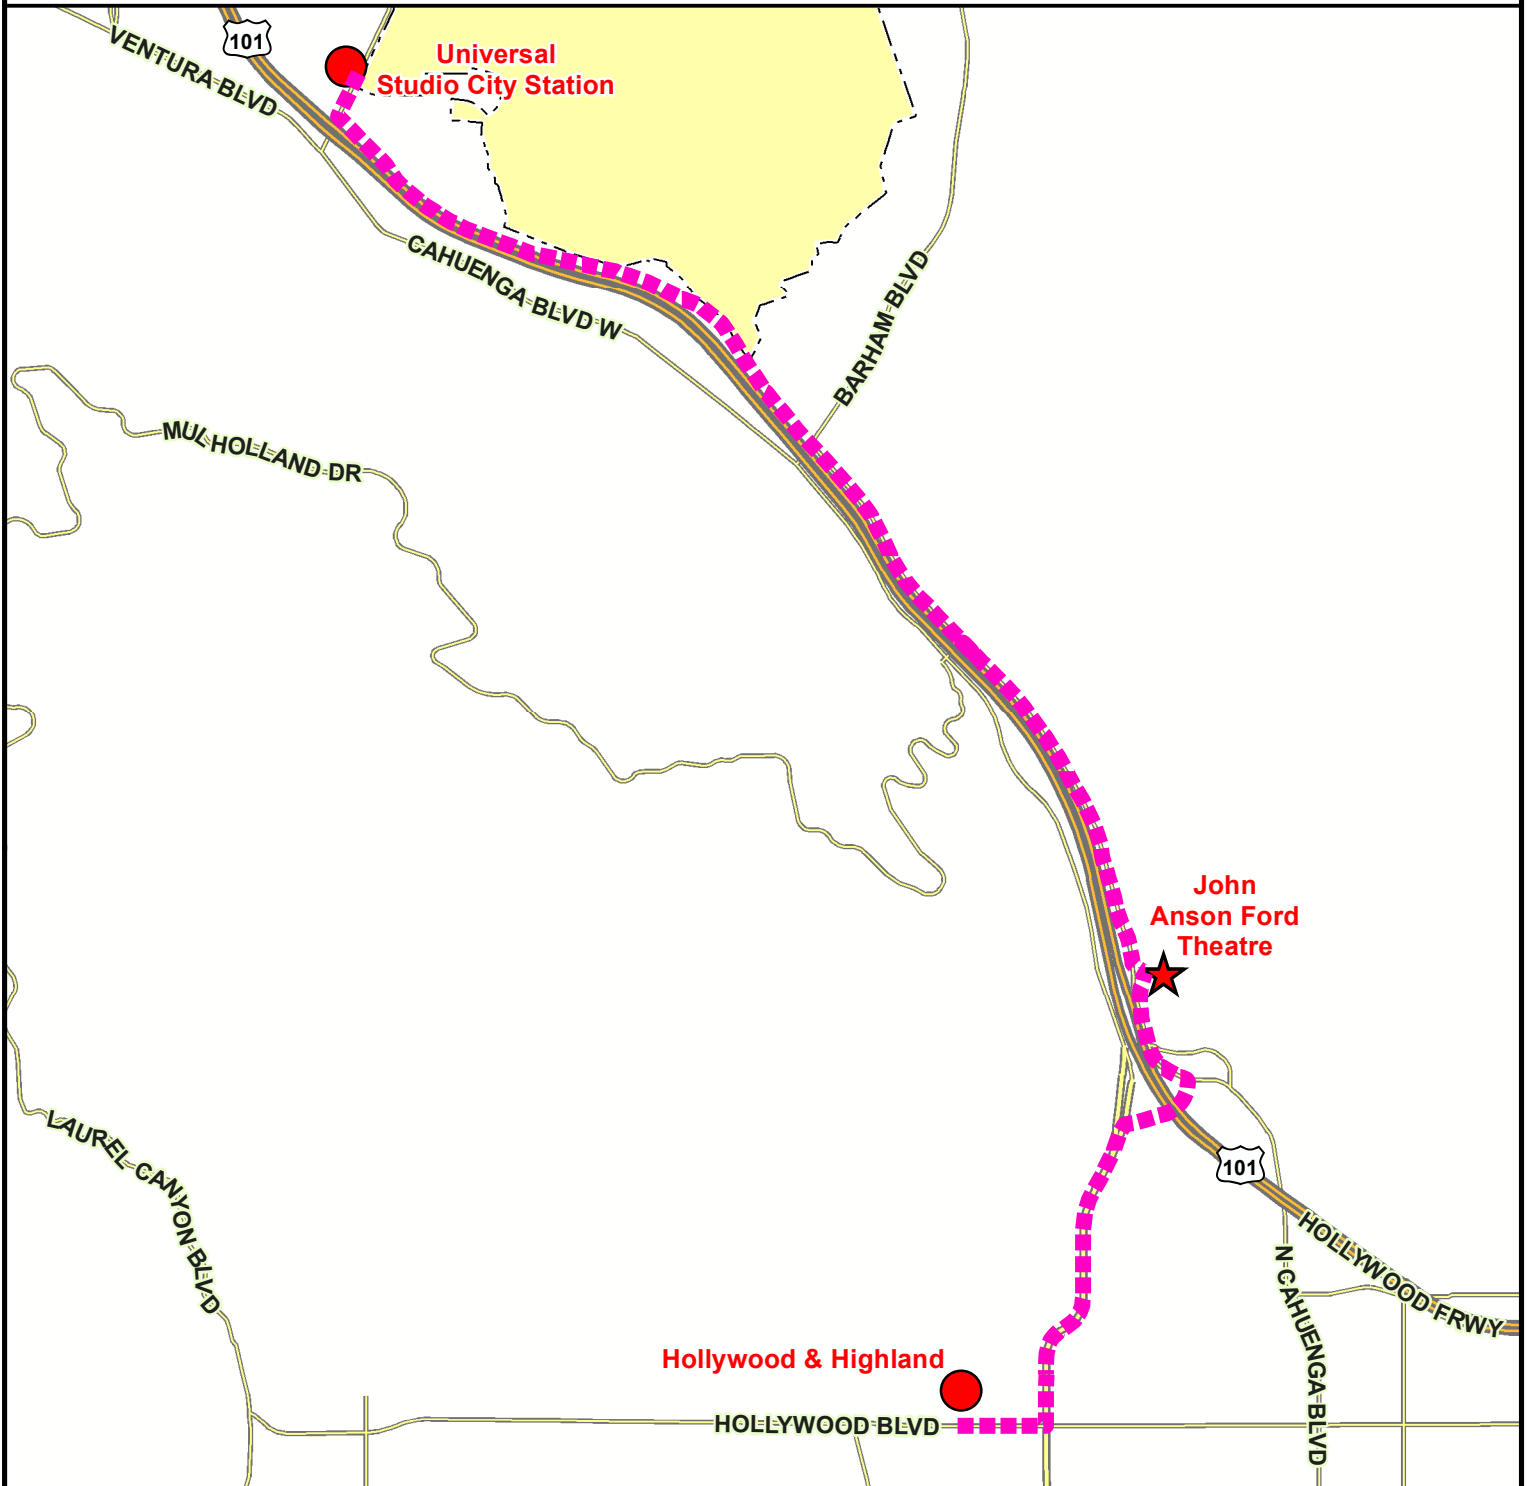 101
VENTURA BLVD
Universal
Studio City Station
CAHUENGA BLVD W
BARHAM BLVD
MULHOLLAND DR
John
Anson Ford
Theatre
LAUREL CANYON BLVD
101
HOLLYWOOD FRWY
N CAHUENGA BLVD
Hollywood & Highland
HOLLYWOOD BLVD